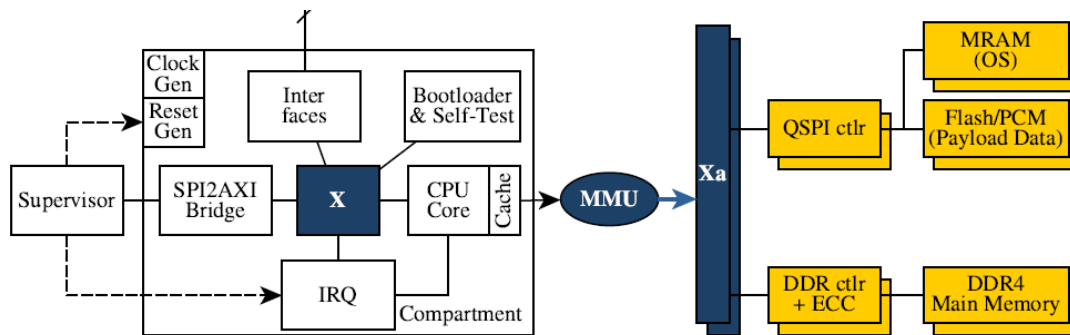 Clock
Gen
Reset
Gen
Inter
faces
Bootloader
& Self-Test
Supervisor
SPI2AXI
Bridge
X
CPU
Core
Cache
IRQ
Compartment
MMU
Xa
QSPI ctlr
MRAM
(OS)
Flash/PCM
(Payload Data)
DDR ctlr
+ ECC
DDR4
Main Memory